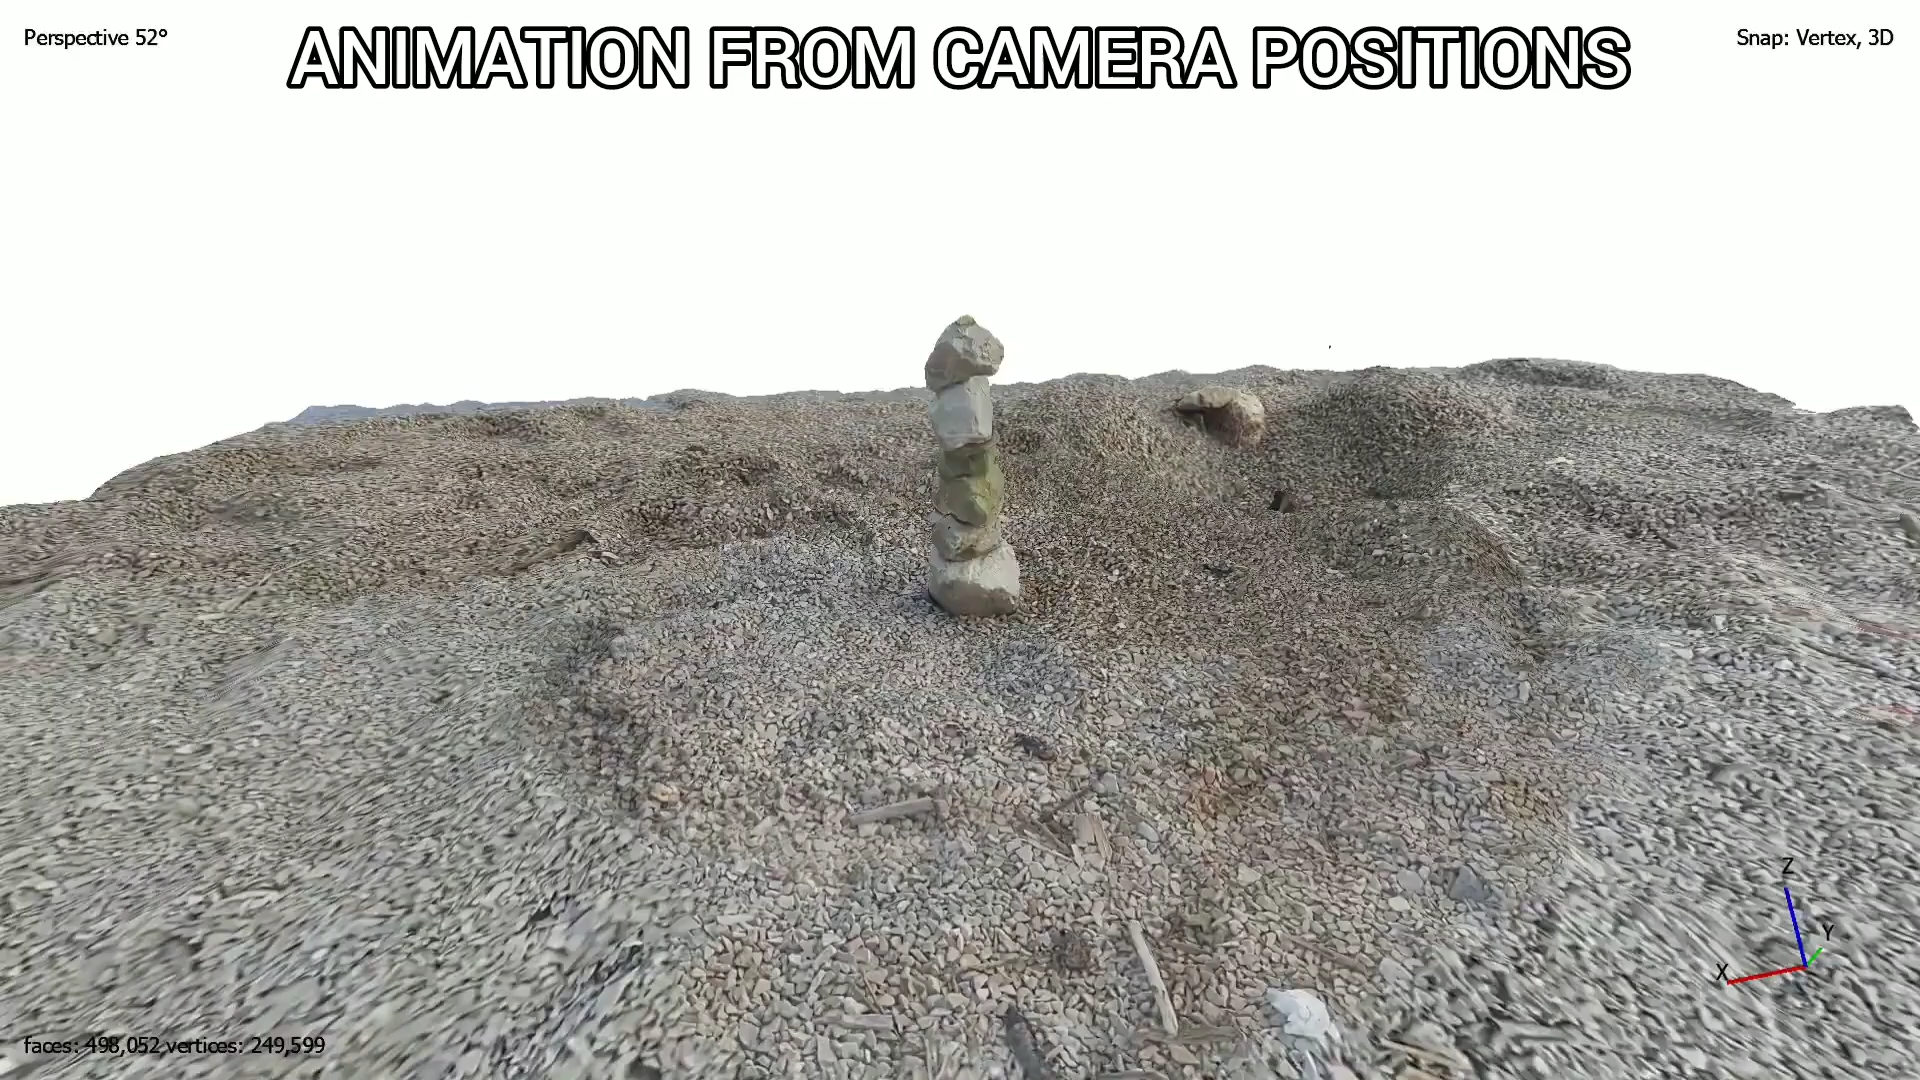 Perspective 52°
ANIMATION FROM CAMERA POSITIONS
Snap: Vertex, 3D
Z
Y
X
faces: 498,052 vertices: 249,599